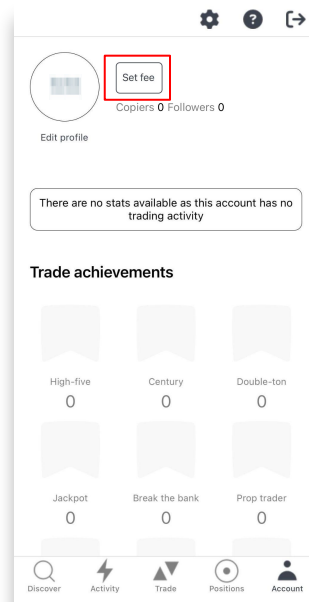 Set fee
Copiers 0 Followers 0
Edit profile
There are no stats available as this account has no
trading activity
Trade achievements
High-five Century Double-ton
0 0 0
Jackpot Break the bank Prop trader
0 0 0
Discover Activity Trade Positions Account